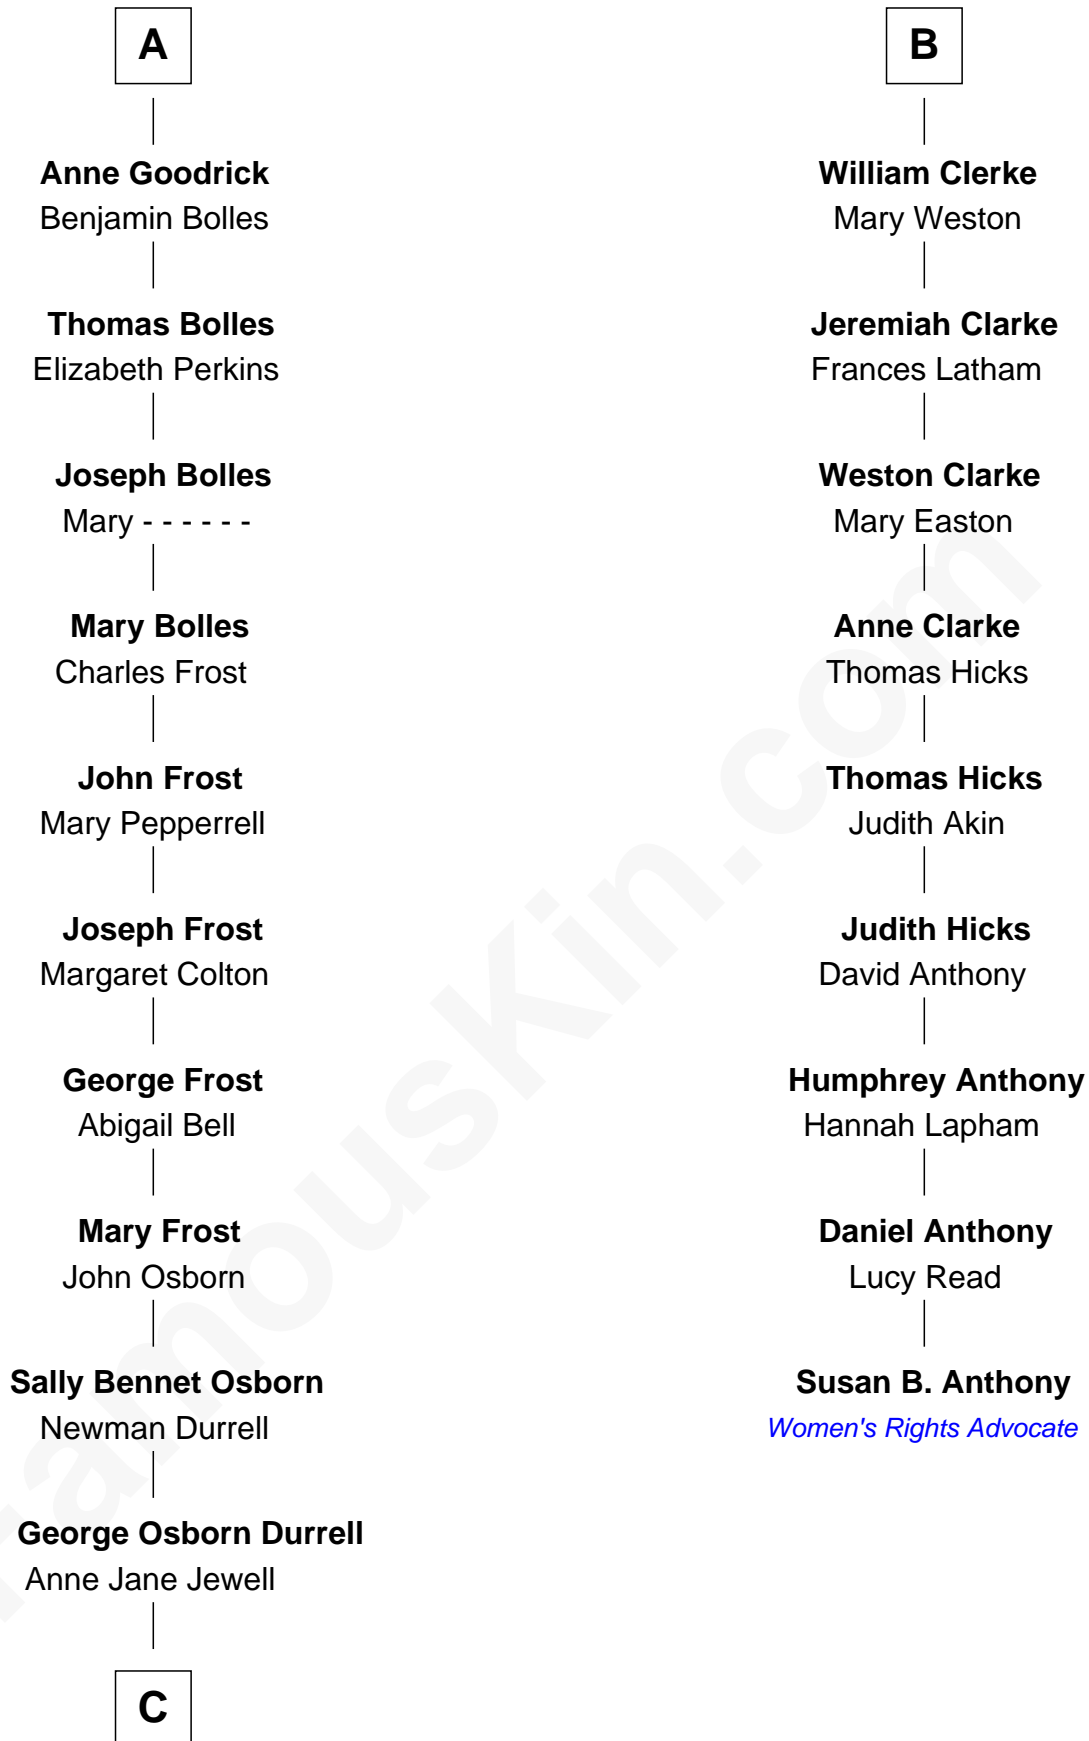 A
Anne Goodrick
Benjamin Bolles
Thomas Bolles
Elizabeth Perkins
Joseph Bolles
Mary - - - - - -
Mary Bolles
Charles Frost
John Frost
Mary Pepperrell
Joseph Frost
Margaret Colton
George Frost
Abigail Bell
Mary Frost
John Osborn
Sally Bennet Osborn
Newman Durrell
George Osborn Durrell
Anne Jane Jewell
C
B
William Clerke
Mary Weston
Jeremiah Clarke
Frances Latham
Weston Clarke
Mary Easton
Anne Clarke
Thomas Hicks
Thomas Hicks
Judith Akin
Judith Hicks
David Anthony
Humphrey Anthony
Hannah Lapham
Daniel Anthony
Lucy Read
Susan B. Anthony
Women's Rights Advocate
FamousKin.com